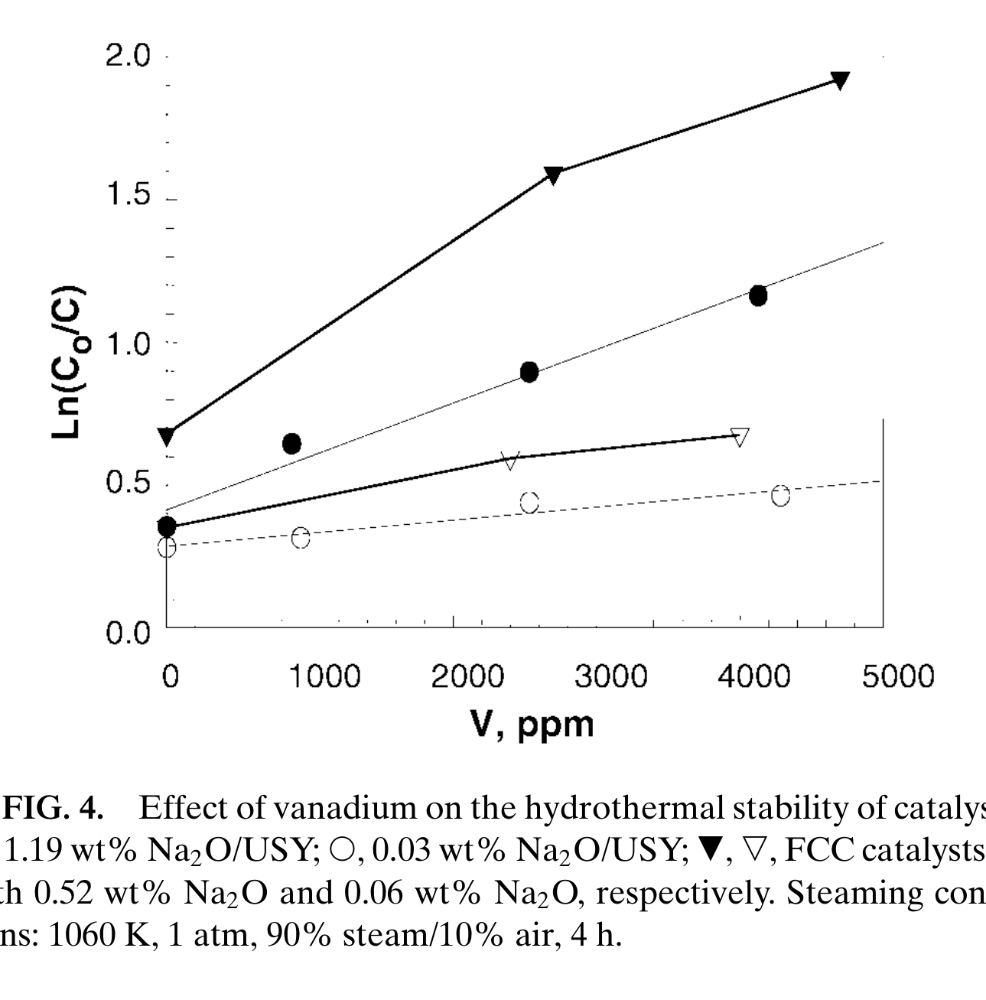 2.0
1.5
1.0
0.5
0.0
Ln(Co/C)
0 1000 2000 3000 4000 5000
V, ppm
FIG. 4. Effect of vanadium on the hydrothermal stability of catalys
1.19 wt% Na2O/USY; ○, 0.03 wt% Na2O/USY; ▼, ▽, FCC catalysts
th 0.52 wt% Na2O and 0.06 wt% Na2O, respectively. Steaming con
ns: 1060 K, 1 atm, 90% steam/10% air, 4 h.